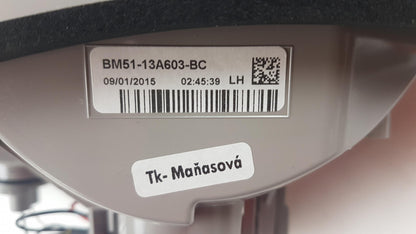 BM51-13A603-BC
09/01/2015 02:45:39 LH
Tk- Maňasová